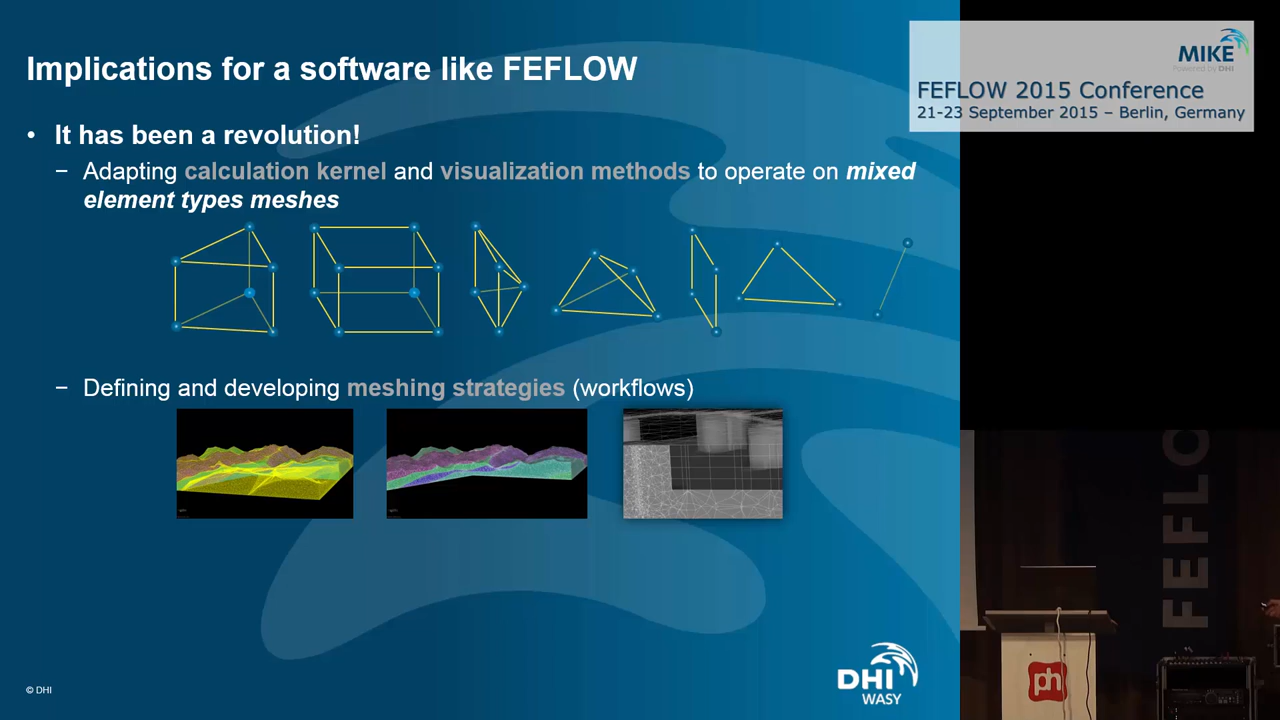 Implications for a software like FEFLOW
• It has been a revolution!
− Adapting calculation kernel and visualization methods to operate on mixed
element types meshes
− Defining and developing meshing strategies (workflows)
© DHI
DHI
WASY
MIKE
Powered by DHI
FEFLOW 2015 Conference
21-23 September 2015 – Berlin, Germany
FEFLO
ph